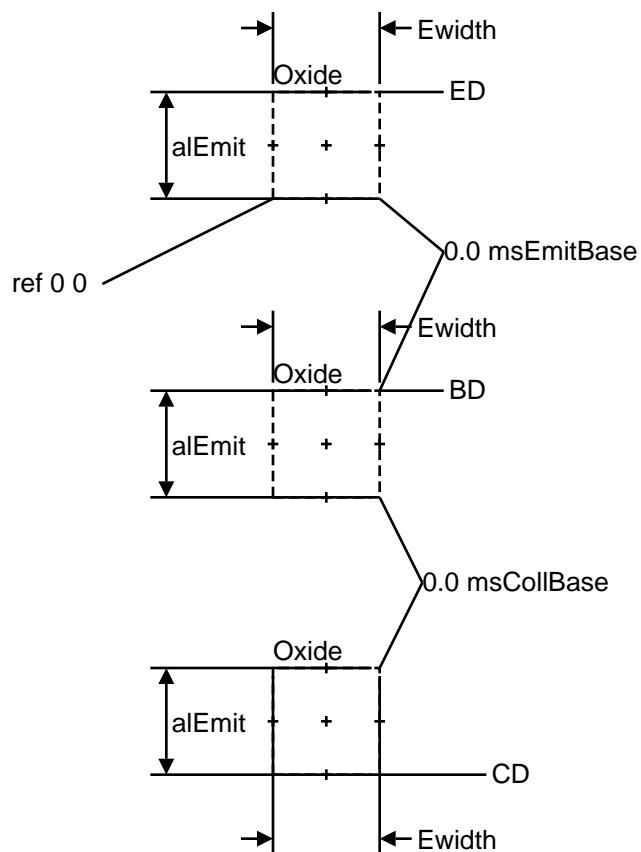 Ewidth
Oxide
ED
alEmit
0.0 msEmitBase
ref 0 0
Ewidth
Oxide
BD
alEmit
0.0 msCollBase
Oxide
alEmit
CD
Ewidth